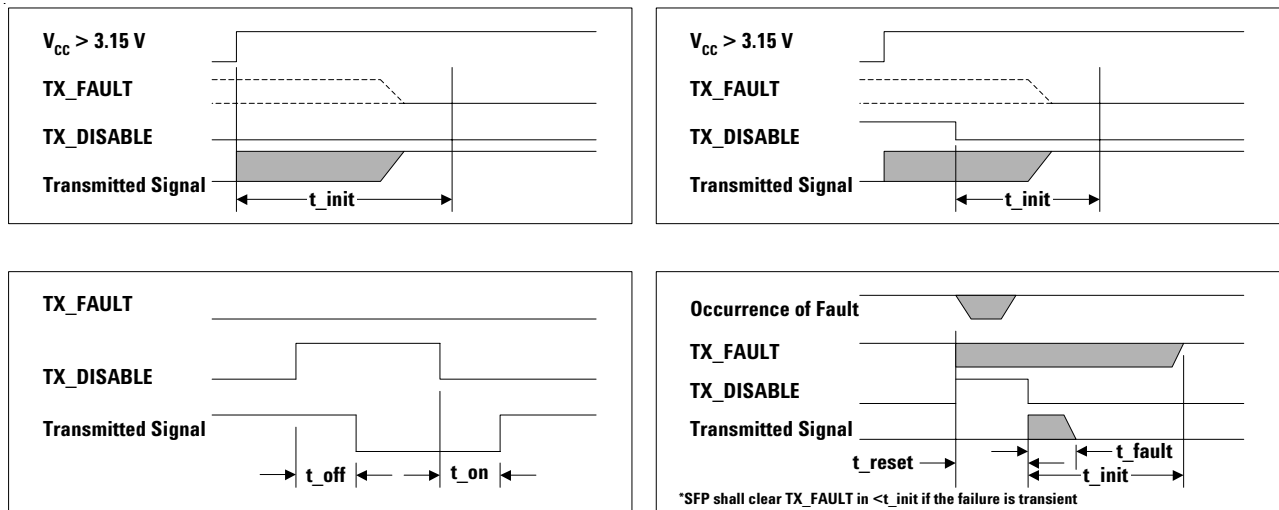 V_CC > 3.15 V
TX_FAULT
TX_DISABLE
Transmitted Signal
t_init
V_CC > 3.15 V
TX_FAULT
TX_DISABLE
Transmitted Signal
t_init
TX_FAULT
TX_DISABLE
Transmitted Signal
t_off
t_on
Occurrence of Fault
TX_FAULT
TX_DISABLE
Transmitted Signal
t_reset
t_fault
t_init
*SFP shall clear TX_FAULT in <t_init if the failure is transient